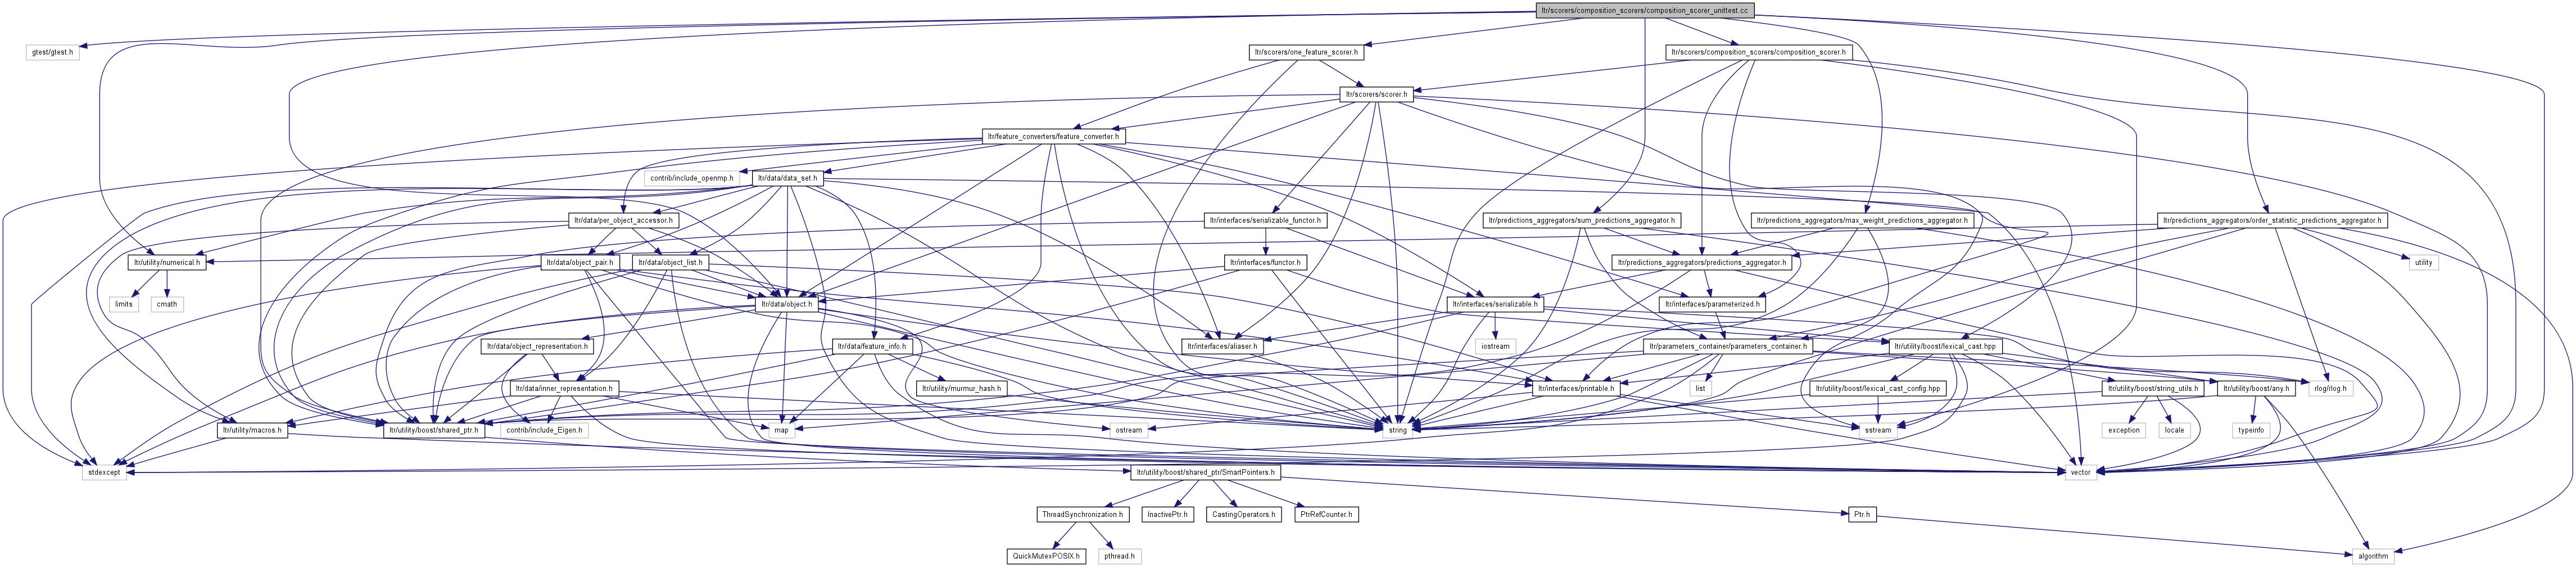 ltr/scorers/composition_scorers/composition_scorer_unittest.cc
gtest/gtest.h
ltr/scorers/one_feature_scorer.h
ltr/scorers/composition_scorers/composition_scorer.h
ltr/scorers/scorer.h
ltr/feature_converters/feature_converter.h
contrib/include_openmp.h
ltr/data/data_set.h
ltr/data/per_object_accessor.h
ltr/interfaces/serializable_functor.h
ltr/predictions_aggregators/sum_predictions_aggregator.h
ltr/predictions_aggregators/max_weight_predictions_aggregator.h
ltr/predictions_aggregators/order_statistic_predictions_aggregator.h
ltr/utility/numerical.h
ltr/data/object_pair.h
ltr/data/object_list.h
ltr/interfaces/functor.h
ltr/predictions_aggregators/predictions_aggregator.h
utility
limits
cmath
ltr/data/object.h
ltr/interfaces/serializable.h
ltr/interfaces/parameterized.h
ltr/data/object_representation.h
ltr/data/feature_info.h
ltr/interfaces/aliaser.h
iostream
ltr/parameters_container/parameters_container.h
ltr/utility/boost/lexical_cast.hpp
ltr/data/inner_representation.h
ltr/utility/murmur_hash.h
ltr/interfaces/printable.h
list
ltr/utility/boost/lexical_cast_config.hpp
ltr/utility/boost/string_utils.h
ltr/utility/boost/any.h
rlog/rlog.h
ltr/utility/macros.h
ltr/utility/boost/shared_ptr.h
contrib/include_Eigen.h
map
ostream
string
sstream
exception
locale
typeinfo
stdexcept
ltr/utility/boost/shared_ptr/SmartPointers.h
vector
ThreadSynchronization.h
InactivePtr.h
CastingOperators.h
PtrRefCounter.h
Ptr.h
QuickMutexPOSIX.h
pthread.h
algorithm